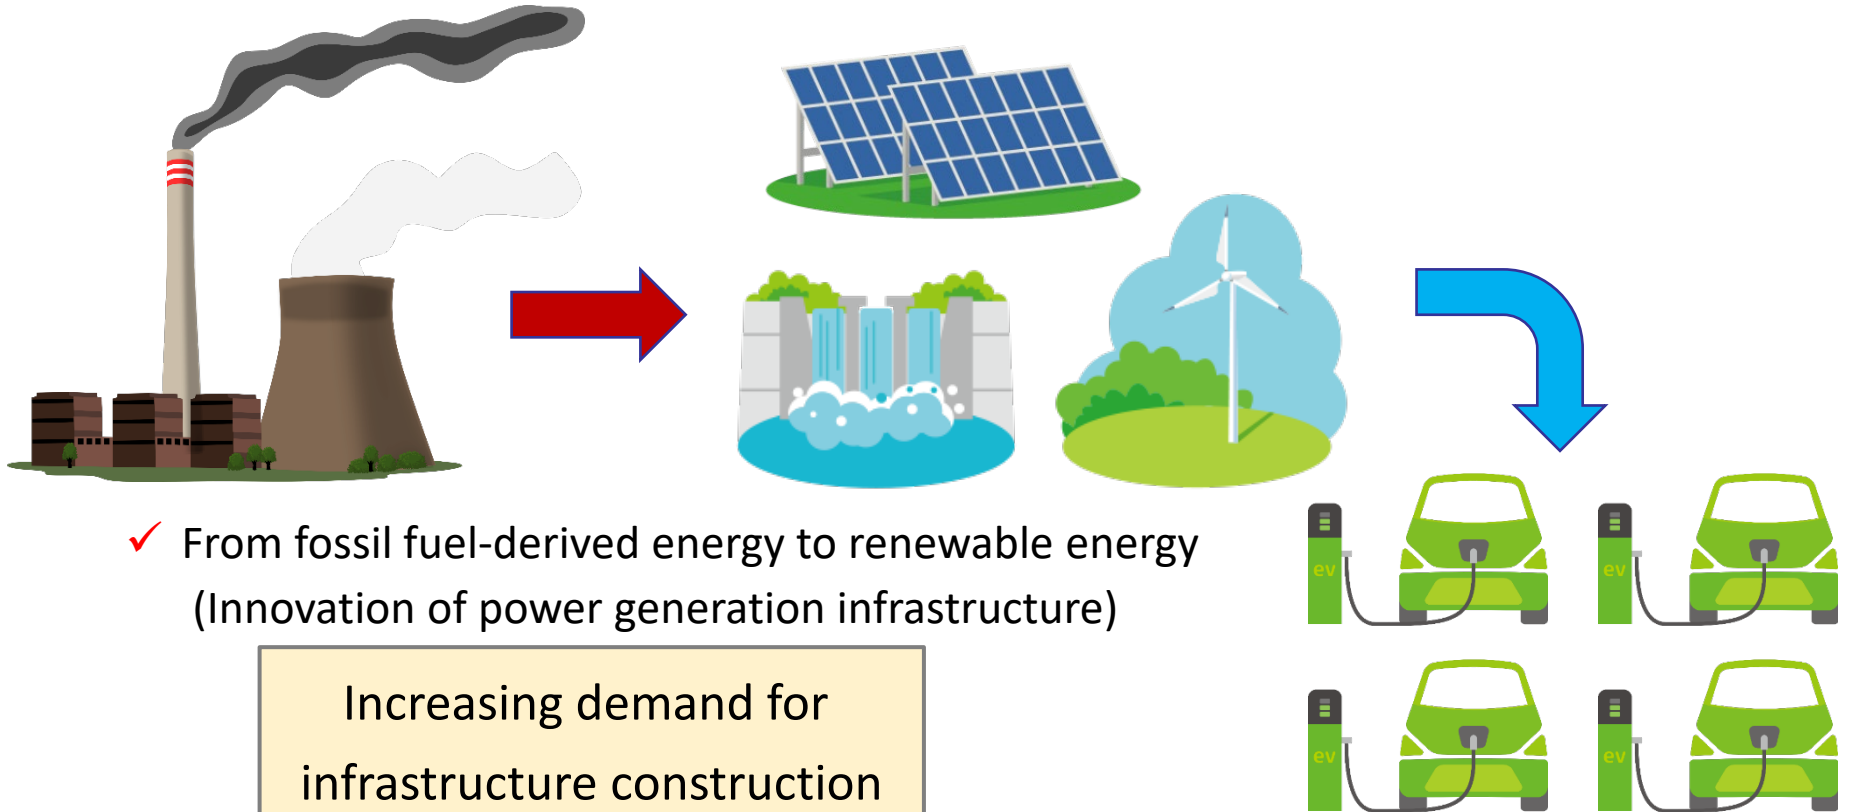 ✓ From fossil fuel-derived energy to renewable energy
(Innovation of power generation infrastructure)
Increasing demand for
infrastructure construction
ev
ev
ev
ev